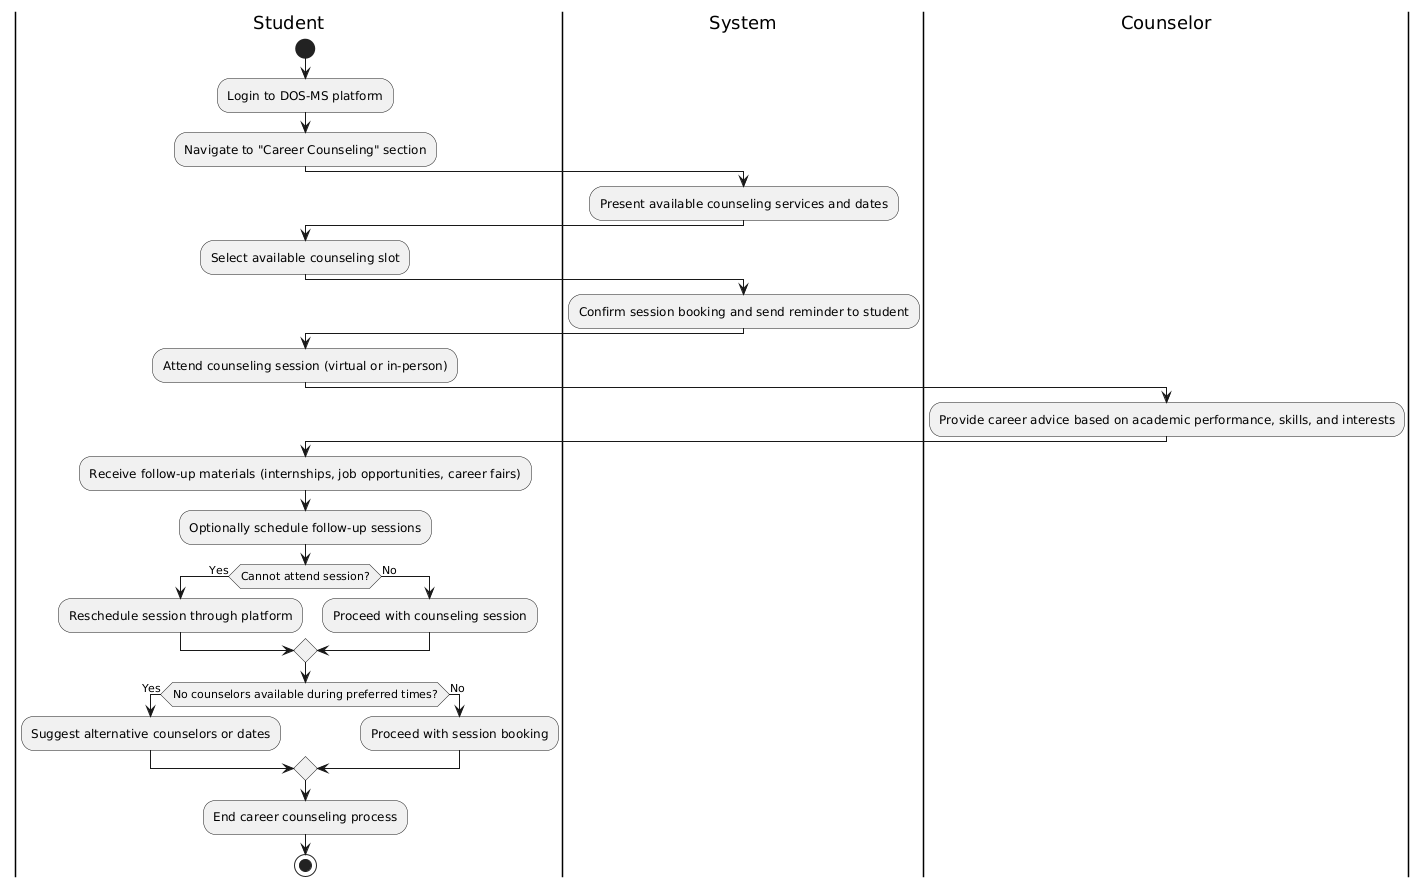 Student
System
Counselor
Login to DOS-MS platform
Navigate to "Career Counseling" section
Present available counseling services and dates
Select available counseling slot
Confirm session booking and send reminder to student
Attend counseling session (virtual or in-person)
Provide career advice based on academic performance, skills, and interests
Receive follow-up materials (internships, job opportunities, career fairs)
Optionally schedule follow-up sessions
Yes
Cannot attend session?
No
Reschedule session through platform
Proceed with counseling session
Yes
No counselors available during preferred times?
No
Suggest alternative counselors or dates
Proceed with session booking
End career counseling process